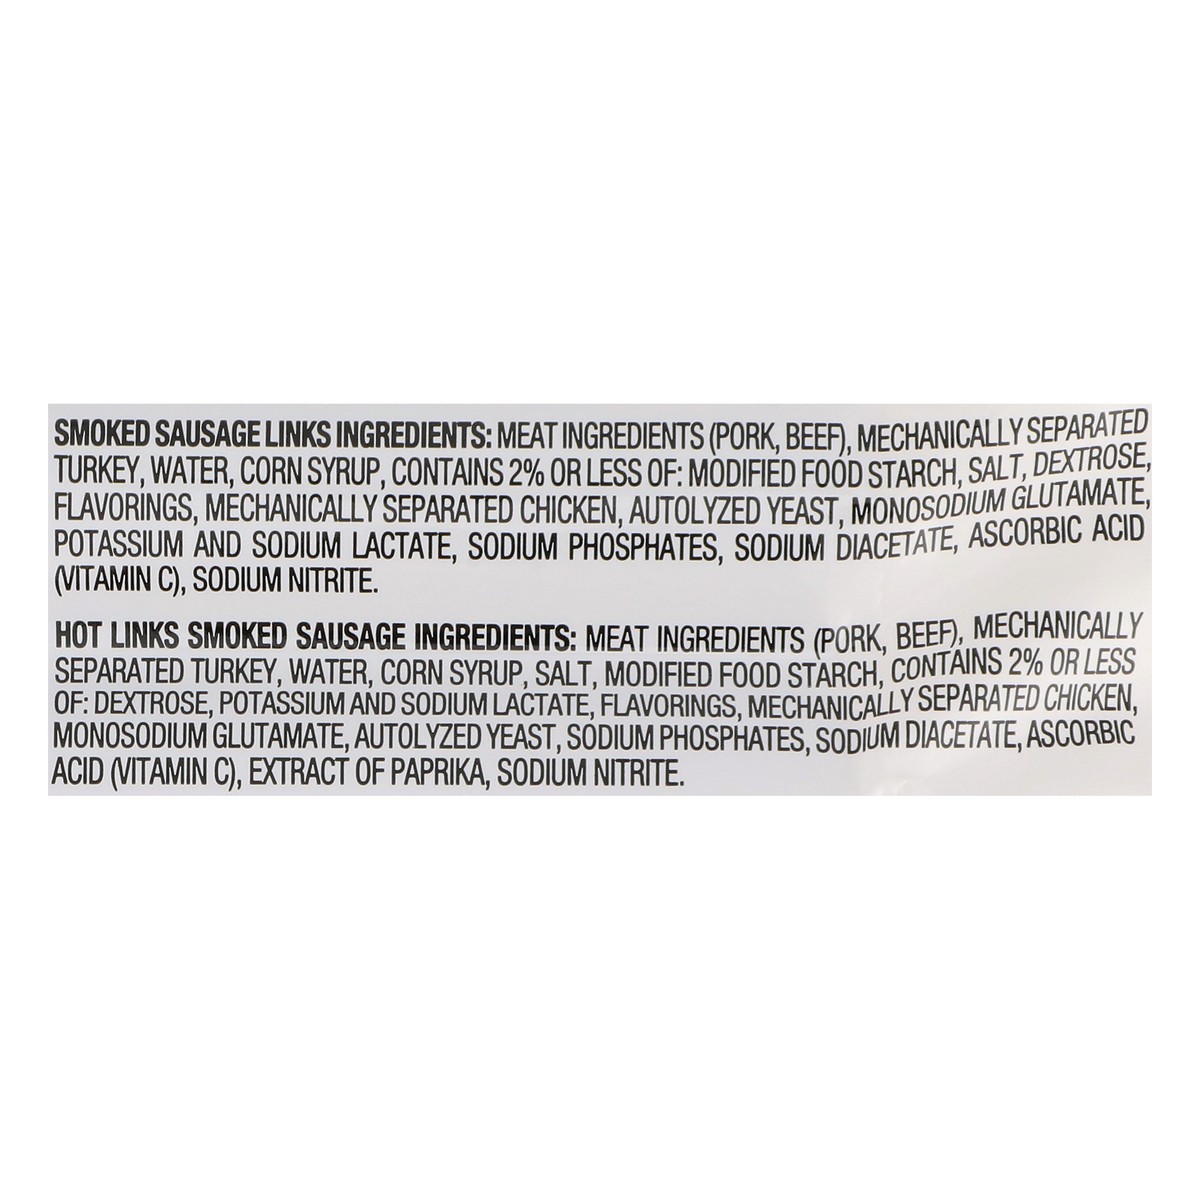 SMOKED SAUSAGE LINKS INGREDIENTS: MEAT INGREDIENTS (PORK, BEEF), MECHANICALLY SEPARATED
TURKEY, WATER, CORN SYRUP, CONTAINS 2% OR LESS OF: MODIFIED FOOD STARCH, SALT, DEXTROSE,
FLAVORINGS, MECHANICALLY SEPARATED CHICKEN, AUTOLYZED YEAST, MONOSODIUM GLUTAMATE,
POTASSIUM AND SODIUM LACTATE, SODIUM PHOSPHATES, SODIUM DIACETATE, ASCORBIC ACID
(VITAMIN C), SODIUM NITRITE.
HOT LINKS SMOKED SAUSAGE INGREDIENTS: MEAT INGREDIENTS (PORK, BEEF), MECHANICALLY
SEPARATED TURKEY, WATER, CORN SYRUP, SALT, MODIFIED FOOD STARCH, CONTAINS 2% OR LESS
OF: DEXTROSE, POTASSIUM AND SODIUM LACTATE, FLAVORINGS, MECHANICALLY SEPARATED CHICKEN,
MONOSODIUM GLUTAMATE, AUTOLYZED YEAST, SODIUM PHOSPHATES, SODIUM DIACETATE, ASCORBIC
ACID (VITAMIN C), EXTRACT OF PAPRIKA, SODIUM NITRITE.